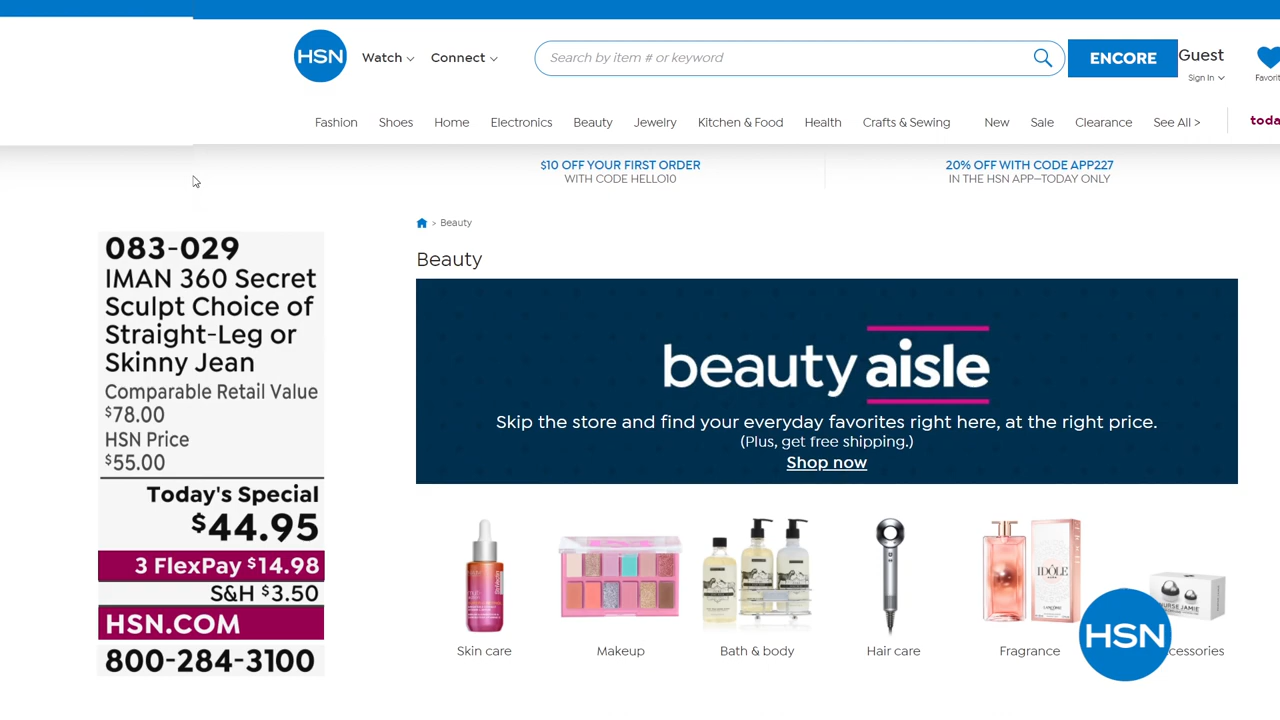 HSN
Watch
Connect
Search by item # or keyword
ENCORE
Guest
Sign In
Fashion
Shoes
Home
Electronics
Beauty
Jewelry
Kitchen & Food
Health
Crafts & Sewing
New
Sale
Clearance
See All >
$10 OFF YOUR FIRST ORDER
WITH CODE HELLO10
20% OFF WITH CODE APP227
IN THE HSN APP—TODAY ONLY
> Beauty
Beauty
083-029
IMAN 360 Secret
Sculpt Choice of
Straight-Leg or
Skinny Jean
Comparable Retail Value
$78.00
HSN Price
$55.00
Today's Special
$44.95
3 FlexPay $14.98
S&H $3.50
HSN.COM
800-284-3100
beauty aisle
Skip the store and find your everyday favorites right here, at the right price.
(Plus, get free shipping.)
Shop now
IDÔLE
LANCÔME
Skin care
Makeup
Bath & body
Hair care
Fragrance
HSN